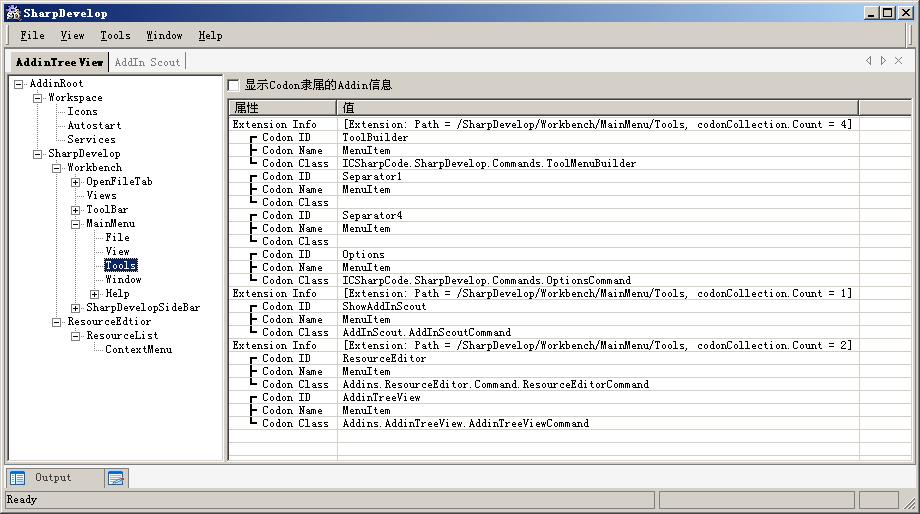 SharpDevelop
File View Tools Window Help
AddinTree View AddIn Scout
AddinRoot
Workspace
Icons
Autostart
Services
SharpDevelop
Workbench
OpenFileTab
Views
ToolBar
MainMenu
File
View
Tools
Window
Help
SharpDevelopSideBar
ResourceEdtior
ResourceList
ContextMenu
显示Codon隶属的Addin信息
属性 值
Extension Info [Extension: Path = /SharpDevelop/Workbench/MainMenu/Tools, codonCollection.Count = 4]
Codon ID ToolBuilder
Codon Name MenuItem
Codon Class ICSharpCode.SharpDevelop.Commands.ToolMenuBuilder
Codon ID Separator1
Codon Name MenuItem
Codon Class
Codon ID Separator4
Codon Name MenuItem
Codon Class
Codon ID Options
Codon Name MenuItem
Codon Class ICSharpCode.SharpDevelop.Commands.OptionsCommand
Extension Info [Extension: Path = /SharpDevelop/Workbench/MainMenu/Tools, codonCollection.Count = 1]
Codon ID ShowAddInScout
Codon Name MenuItem
Codon Class AddInScout.AddInScoutCommand
Extension Info [Extension: Path = /SharpDevelop/Workbench/MainMenu/Tools, codonCollection.Count = 2]
Codon ID ResourceEditor
Codon Name MenuItem
Codon Class Addins.ResourceEditor.Command.ResourceEditorCommand
Codon ID AddinTreeView
Codon Name MenuItem
Codon Class Addins.AddinTreeView.AddinTreeViewCommand
Output
Ready